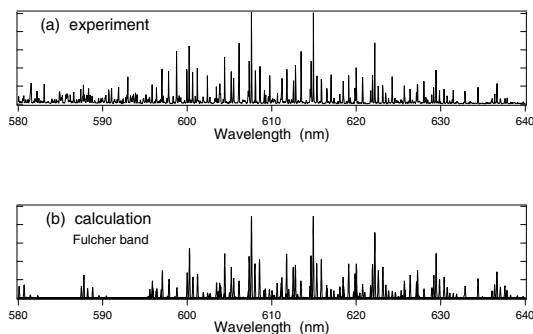 (a) experiment
580 590 600 610 620 630 640
Wavelength (nm)
(b) calculation
Fulcher band
580 590 600 610 620 630 640
Wavelength (nm)